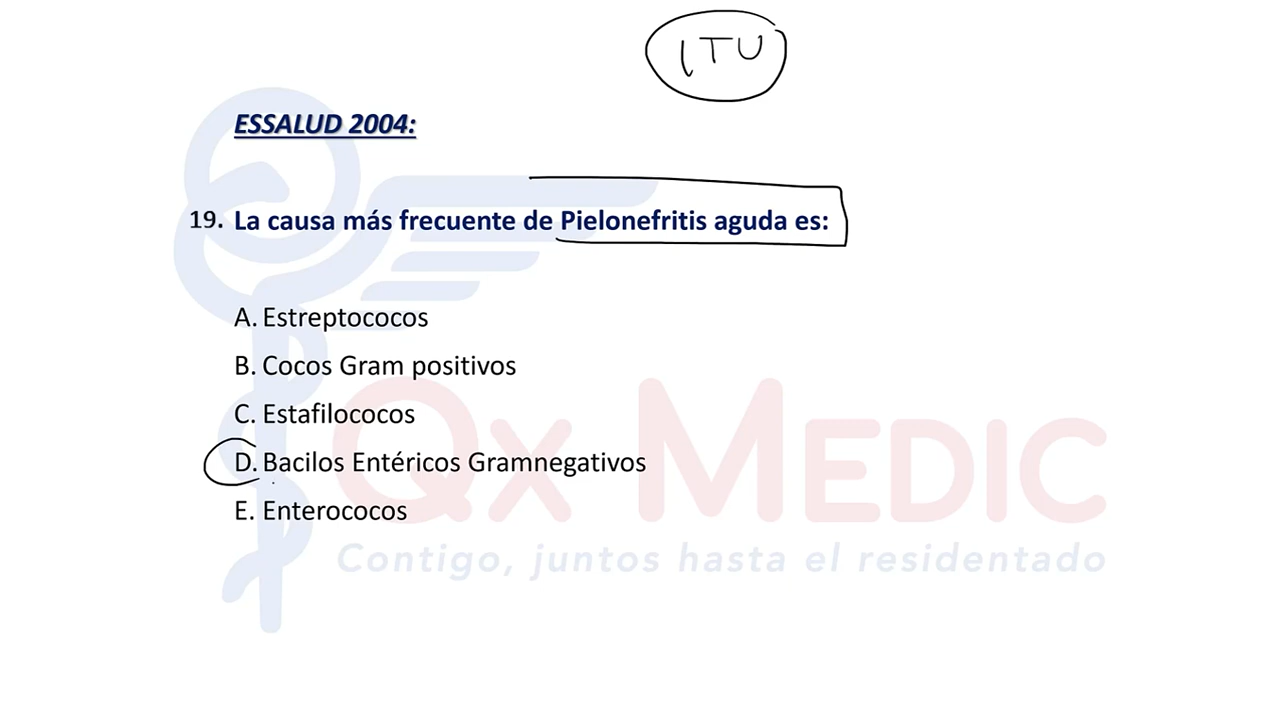 ITU
ESSALUD 2004:
19. La causa más frecuente de Pielonefritis aguda es:
A. Estreptococos
B. Cocos Gram positivos
C. Estafilococos
D. Bacilos Entéricos Gramnegativos
E. Enterococos
Qx MEDIC
Contigo, juntos hasta el residentado